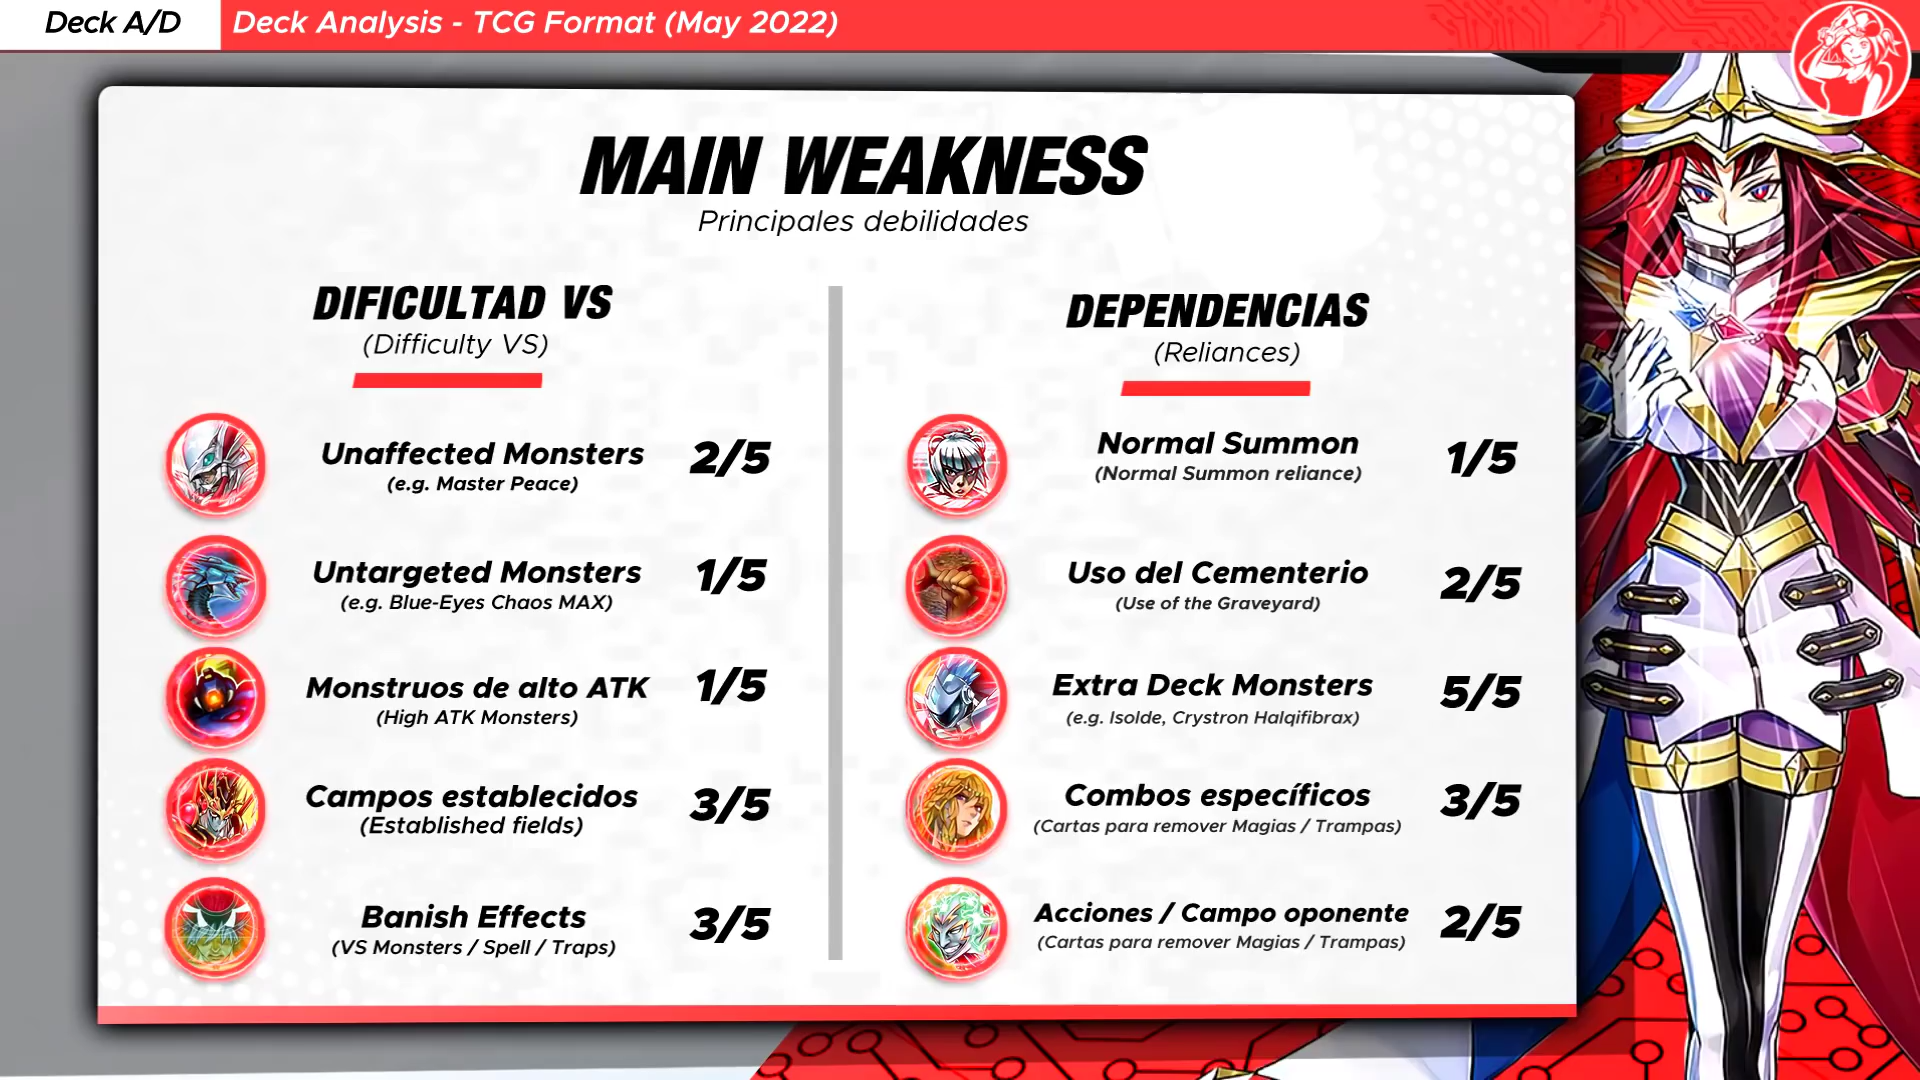 Deck A/D
Deck Analysis - TCG Format (May 2022)
MAIN WEAKNESS
Principales debilidades
DIFICULTAD VS
(Difficulty VS)
Unaffected Monsters 2/5
(e.g. Master Peace)
Untargeted Monsters 1/5
(e.g. Blue-Eyes Chaos MAX)
Monstruos de alto ATK 1/5
(High ATK Monsters)
Campos establecidos 3/5
(Established fields)
Banish Effects 3/5
(VS Monsters / Spell / Traps)
DEPENDENCIAS
(Reliances)
Normal Summon 1/5
(Normal Summon reliance)
Uso del Cementerio 2/5
(Use of the Graveyard)
Extra Deck Monsters 5/5
(e.g. Isolde, Crystron Halqifibrax)
Combos específicos 3/5
(Cartas para remover Magias / Trampas)
Acciones / Campo oponente 2/5
(Cartas para remover Magias / Trampas)